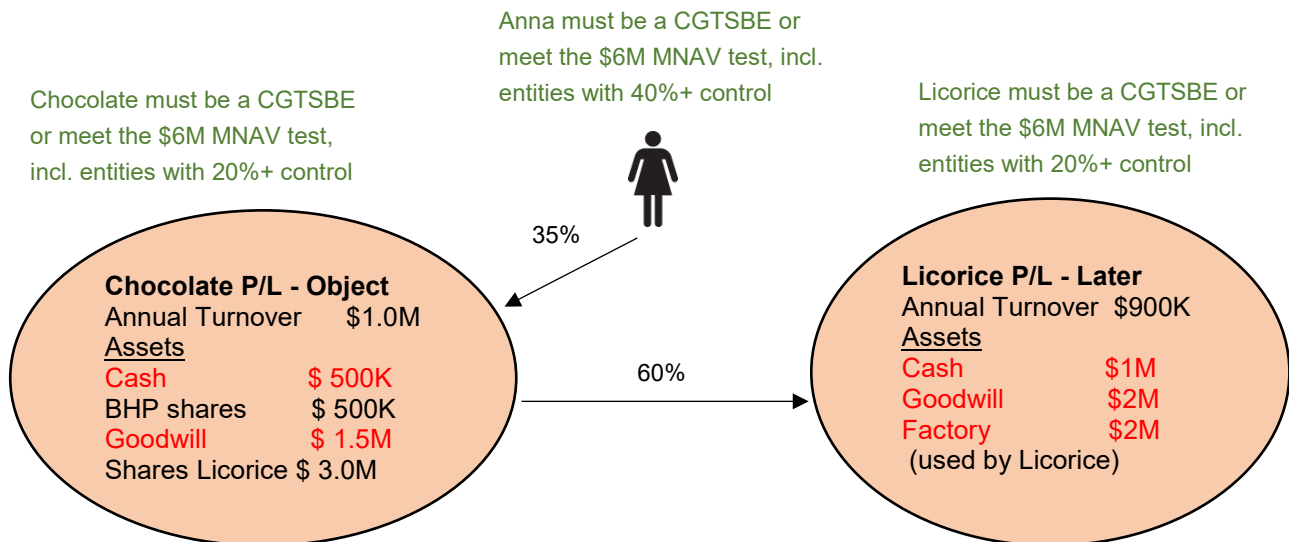 Anna must be a CGTSBE or
meet the $6M MNAV test, incl.
entities with 40%+ control
Chocolate must be a CGTSBE
or meet the $6M MNAV test,
incl. entities with 20%+ control
Licorice must be a CGTSBE or
meet the $6M MNAV test, incl.
entities with 20%+ control
35%
Chocolate P/L - Object
Annual Turnover $1.0M
Assets
Cash $ 500K
BHP shares $ 500K
Goodwill $ 1.5M
Shares Licorice $ 3.0M
60%
Licorice P/L - Later
Annual Turnover $900K
Assets
Cash $1M
Goodwill $2M
Factory $2M
(used by Licorice)